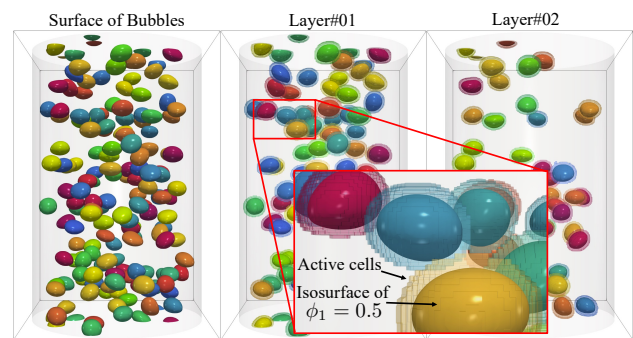 Surface of Bubbles
Layer#01
Layer#02
Active cells
Isosurface of
ϕ₁ = 0.5